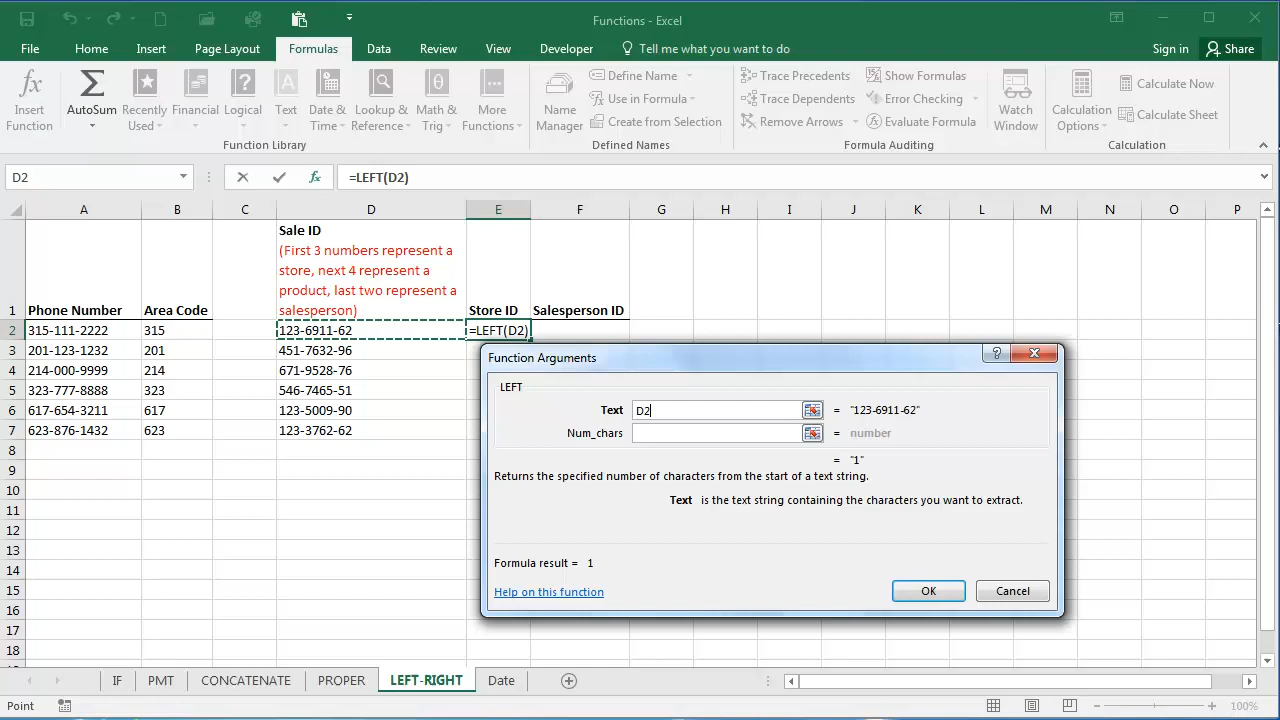 Functions - Excel
File Home Insert Page Layout Formulas Data Review View Developer Tell me what you want to do Sign in Share
fx Insert Function
Σ AutoSum
Recently Used
Financial
Logical
A Text
Date & Time
Lookup & Reference
θ Math & Trig
More Functions
Function Library
Name Manager
Define Name
Use in Formula
Create from Selection
Defined Names
Trace Precedents
Trace Dependents
Remove Arrows
Show Formulas
Error Checking
Evaluate Formula
Watch Window
Formula Auditing
Calculation Options
Calculate Now
Calculate Sheet
Calculation
D2 fx =LEFT(D2)
A B C D E F G H I J K L M N O P
Sale ID
(First 3 numbers represent a
store, next 4 represent a
product, last two represent a
salesperson)
1 Phone Number Area Code Store ID Salesperson ID
2 315-111-2222 315 123-6911-62 =LEFT(D2)
3 201-123-1232 201 451-7632-96
4 214-000-9999 214 671-9528-76
5 323-777-8888 323 546-7465-51
6 617-654-3211 617 123-5009-90
7 623-876-1432 623 123-3762-62
8
9
10
11
12
13
14
15
16
17
18
Function Arguments ?
LEFT
Text D2 = "123-6911-62"
Num_chars = number
= "1"
Returns the specified number of characters from the start of a text string.
Text is the text string containing the characters you want to extract.
Formula result = 1
Help on this function OK Cancel
IF PMT CONCATENATE PROPER LEFT-RIGHT Date
Point 100%